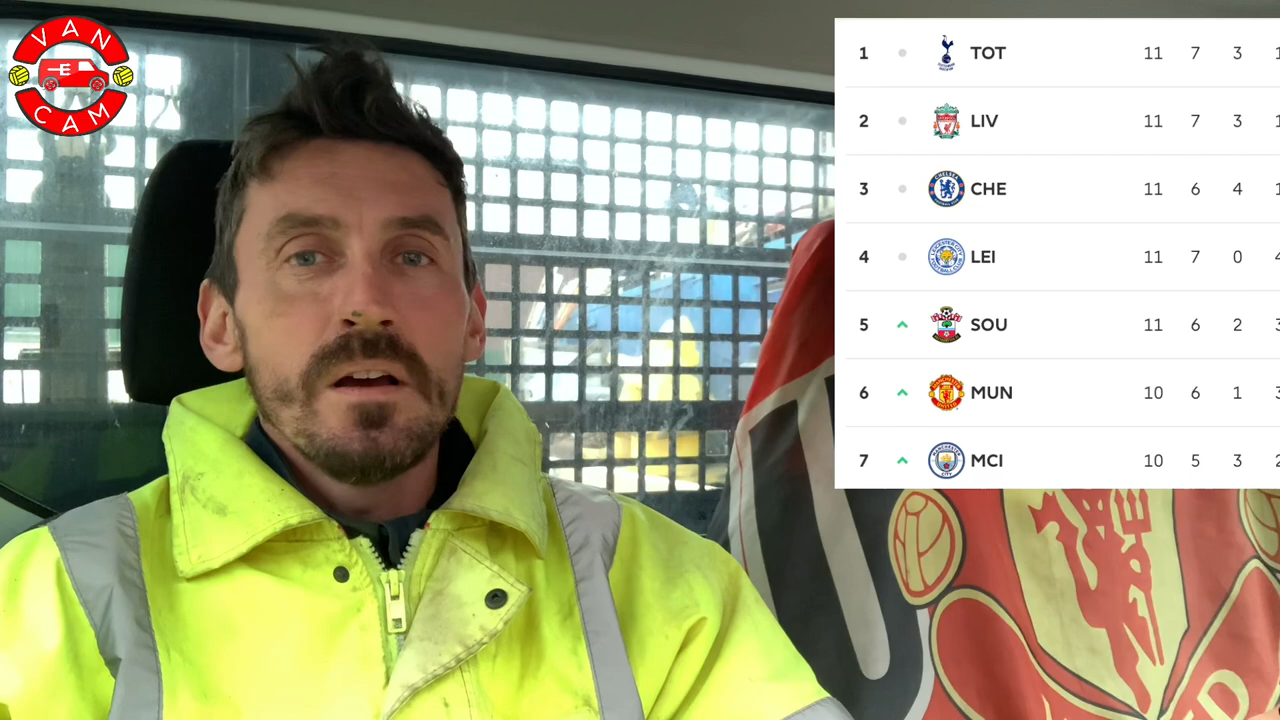 VAN
E
CAM
1 TOT 11 7 3
2 LIV 11 7 3
3 CHE 11 6 4
4 LEI 11 7 0
5 SOU 11 6 2
6 MUN 10 6 1
7 MCI 10 5 3